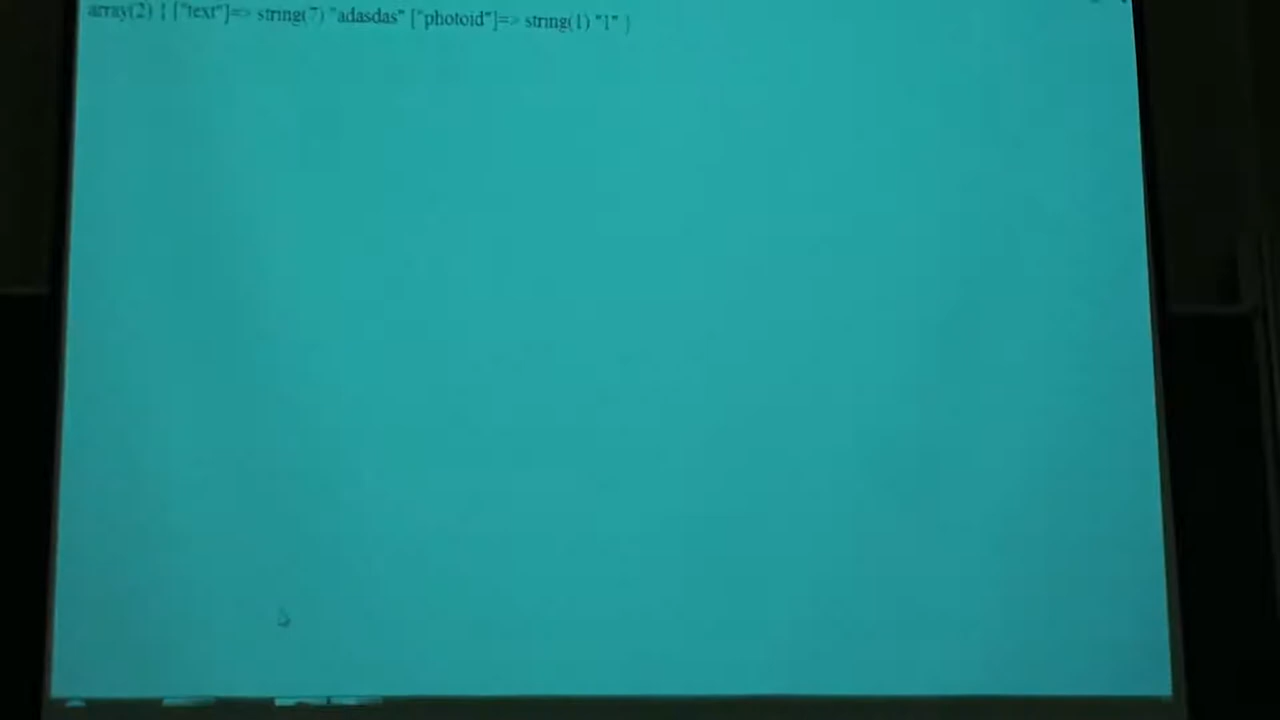 array(2) { ["text"]=> string(7) "adasdas" ["photoid"]=> string(1) "1" }